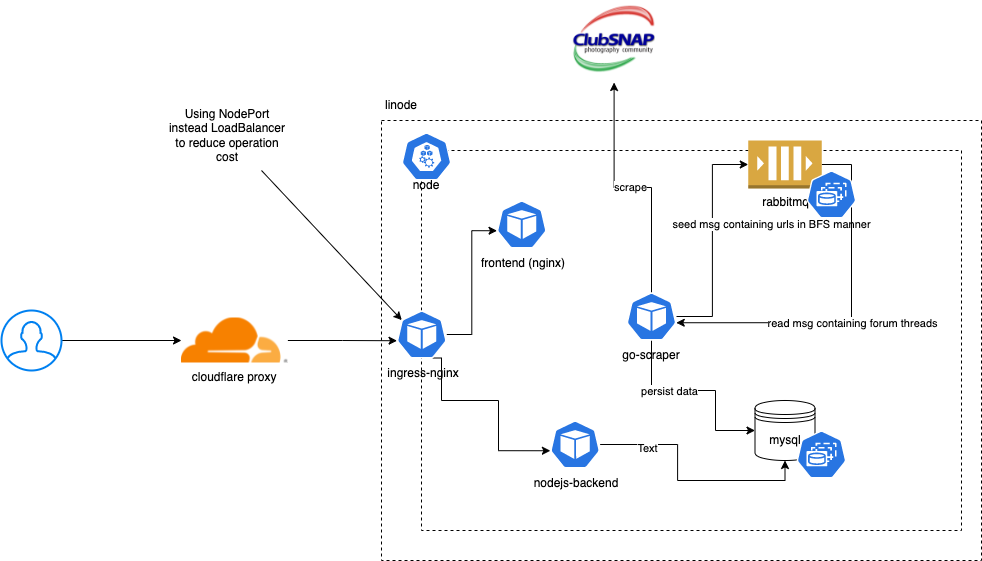 ClubSNAP
photography community
linode
Using NodePort
instead LoadBalancer
to reduce operation
cost
node
rabbitmq
scrape
seed msg containing urls in BFS manner
frontend (nginx)
read msg containing forum threads
go-scraper
ingress-nginx
cloudflare proxy
persist data
mysql
Text
nodejs-backend